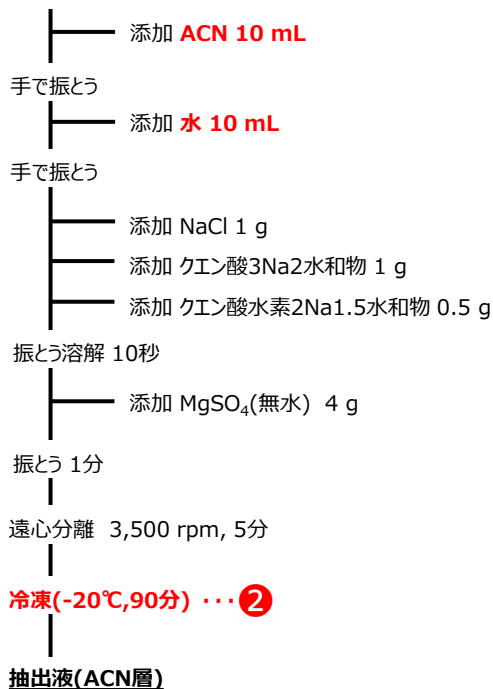 添加 ACN 10 mL
手で振とう
添加 水 10 mL
手で振とう
添加 NaCl 1 g
添加 クエン酸3Na2水和物 1 g
添加 クエン酸水素2Na1.5水和物 0.5 g
振とう溶解 10秒
添加 MgSO₄(無水) 4 g
振とう 1分
遠心分離 3,500 rpm, 5分
冷凍(-20℃,90分) ･･･❷
抽出液(ACN層)